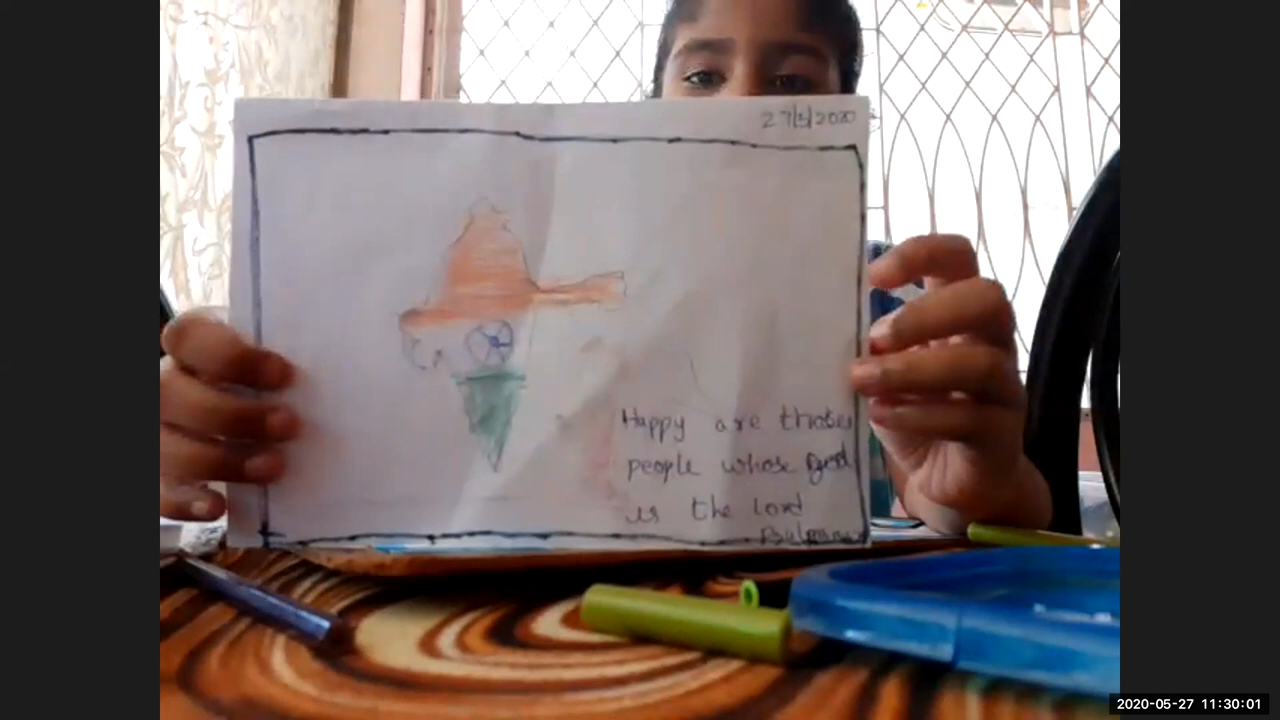 27/5/2020
Happy are those
people whose God
is the lord
2020-05-27 11:30:01